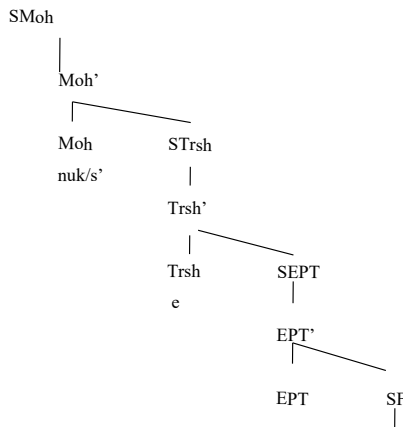 SMoh
Moh’
Moh STrsh
nuk/s’
Trsh’
Trsh SEPT
e
EPT’
EPT